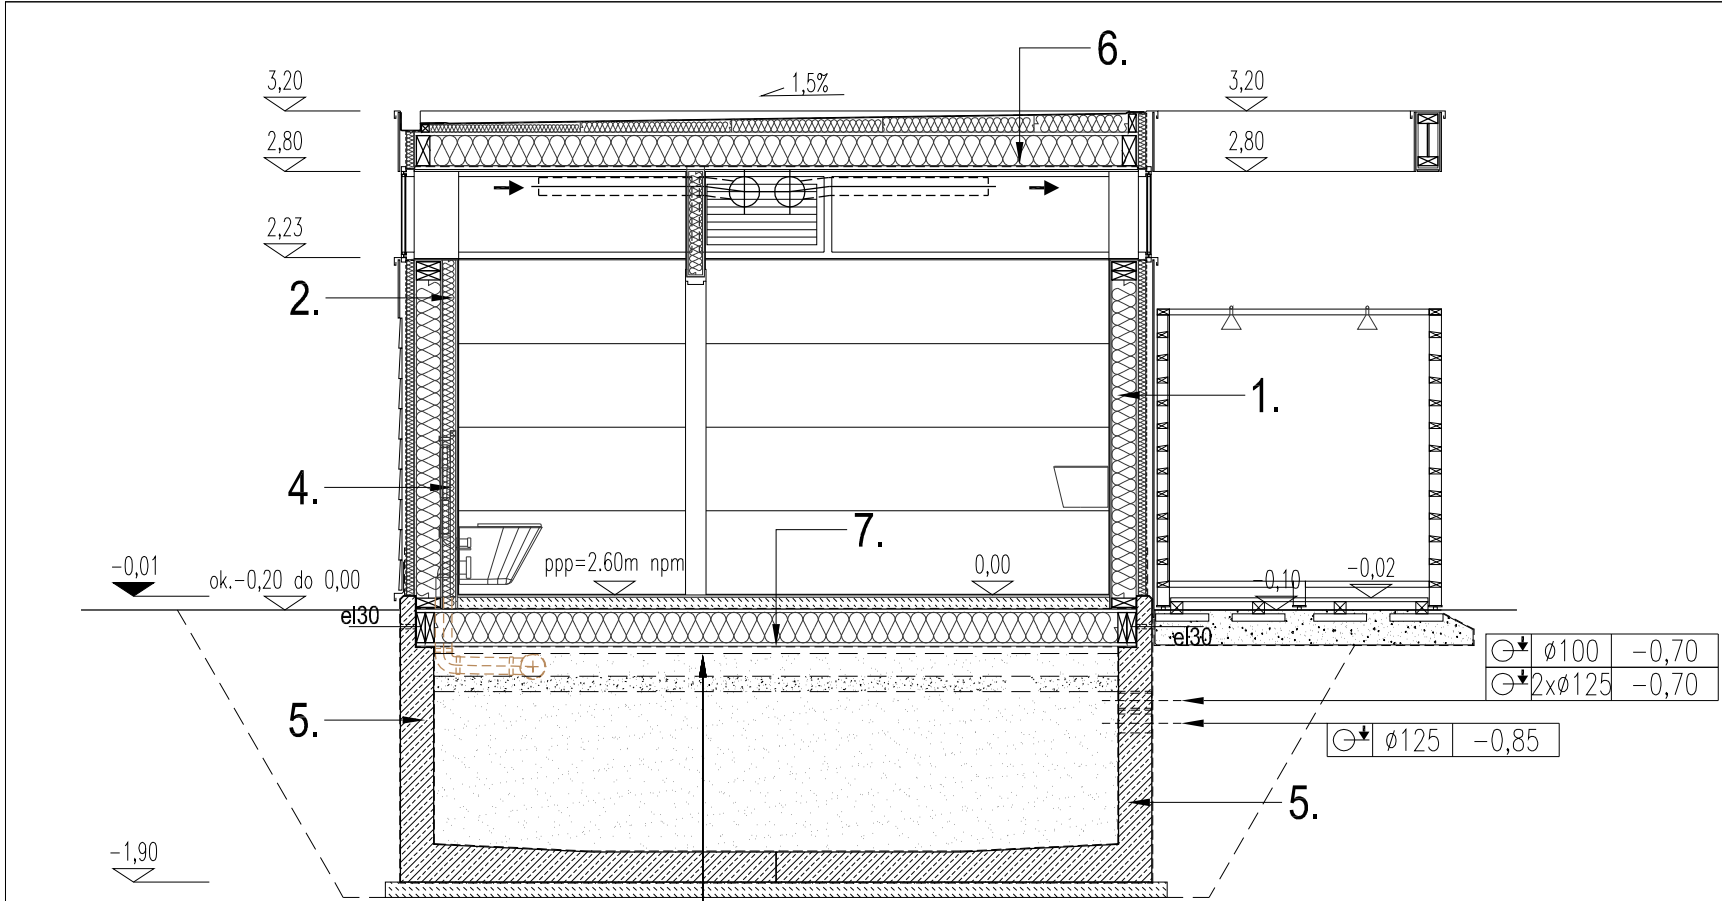 6.
3,20
1,5%
3,20
2,80
2,80
2,23
2.
1.
4.
7.
-0,01
ok.-0,20 do 0,00
ppp=2.60m npm
0,00
-0,10
-0,02
el30
el30
ø100 -0,70
2xø125 -0,70
5.
ø125 -0,85
5.
-1,90